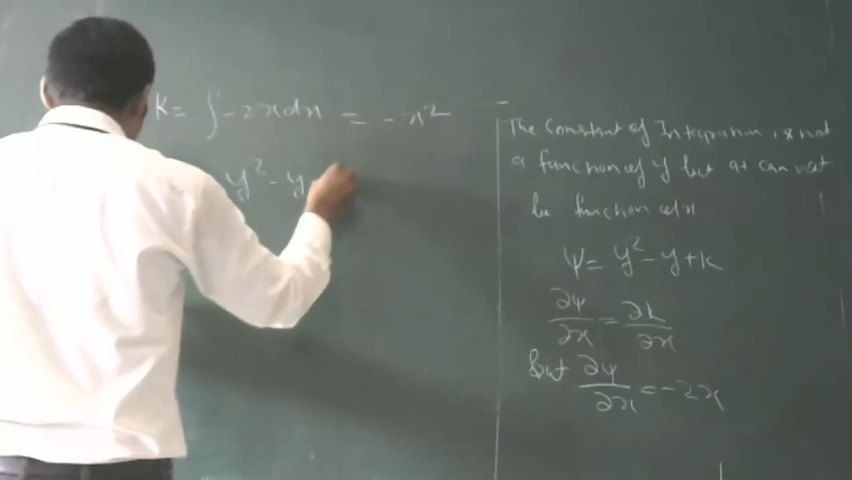 K = ∫ -2x dx = -x²
y² - y
The Constant of Integration is not
a function of y but it can not
be function of x
ψ = y² - y + k
∂ψ/∂x = ∂k/∂x
But ∂ψ/∂x = -2x